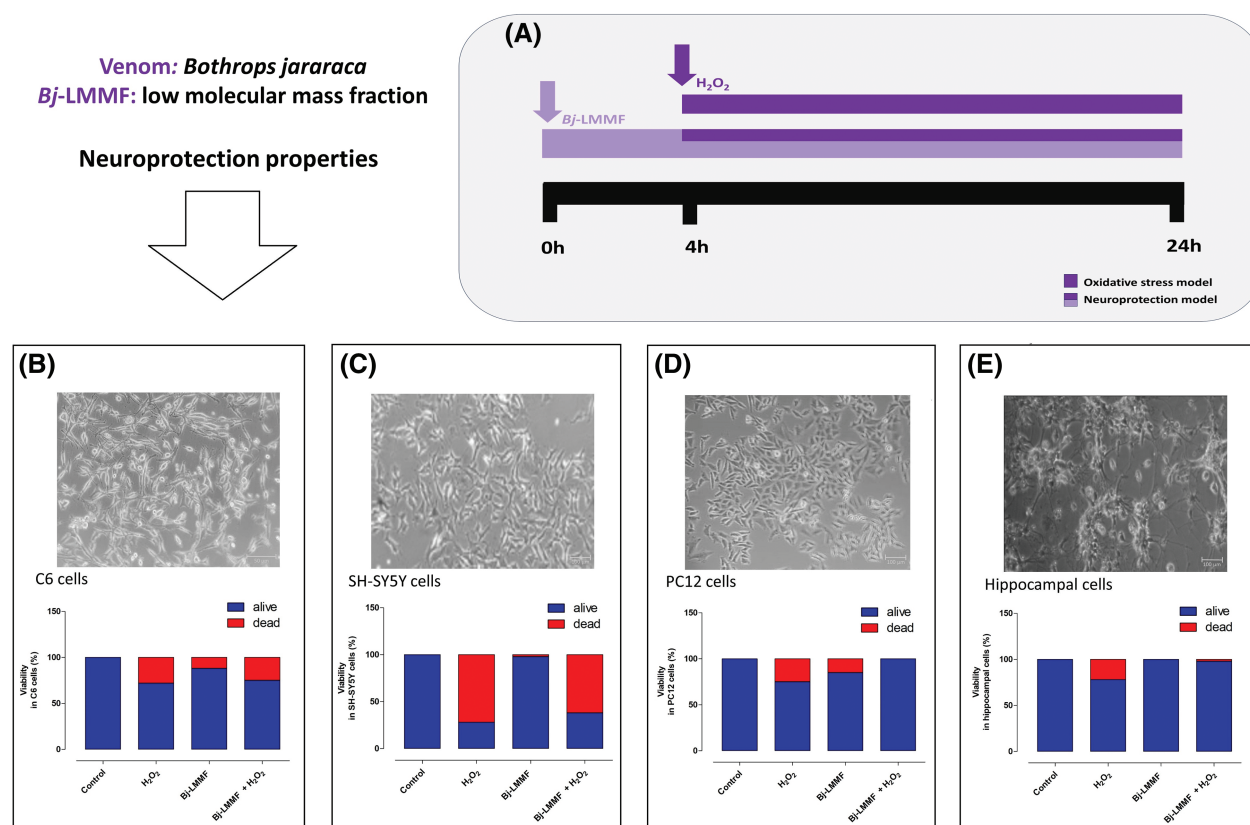 Venom: Bothrops jararaca
Bj-LMMF: low molecular mass fraction
Neuroprotection properties
(A)
H₂O₂
Bj-LMMF
0h
4h
24h
Oxidative stress model
Neuroprotection model
(B)
C6 cells
alive
dead
150
100
50
0
Viability
in C6 cells (%)
Control
H₂O₂
Bj-LMMF
Bj-LMMF + H₂O₂
(C)
SH-SY5Y cells
alive
dead
150
100
50
0
Viability
in SH-SY5Y cells (%)
Control
H₂O₂
Bj-LMMF
Bj-LMMF + H₂O₂
(D)
PC12 cells
alive
dead
150
100
50
0
Viability
in PC12 cells (%)
Control
H₂O₂
Bj-LMMF
Bj-LMMF + H₂O₂
(E)
100 µm
Hippocampal cells
alive
dead
150
100
50
0
Viability
in hippocampal cells (%)
Control
H₂O₂
Bj-LMMF
Bj-LMMF + H₂O₂